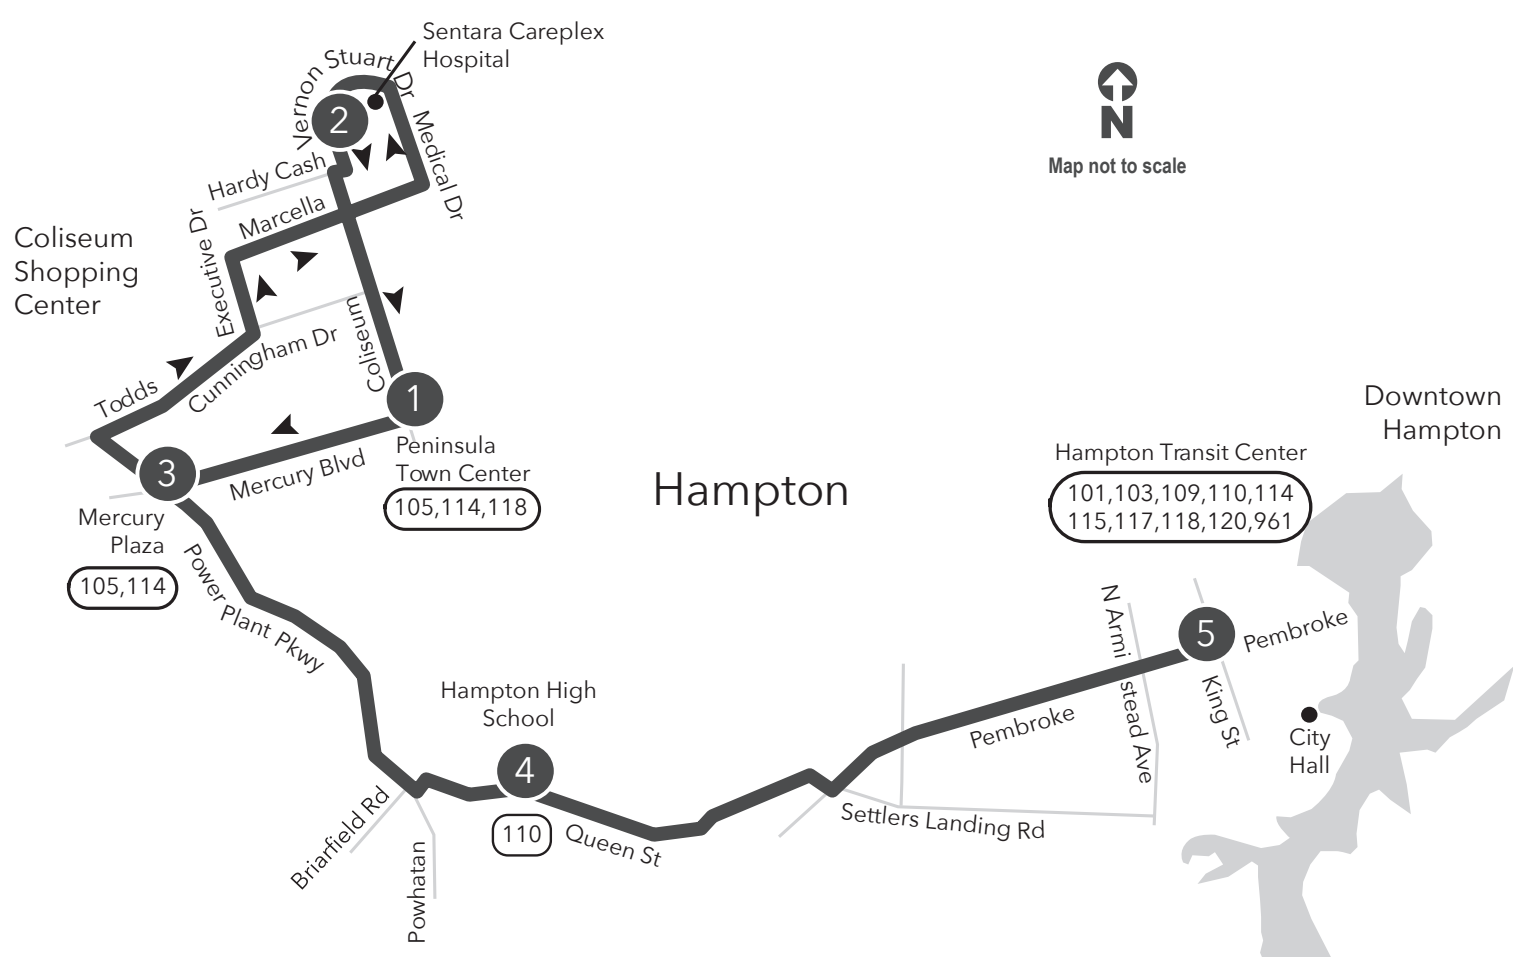 Sentara Careplex
Hospital
Vernon Stuart Dr
2
N
Map not to scale
Medical Dr
Hardy Cash
Marcella
Executive Dr
Coliseum
Shopping
Center
Cunningham Dr
Coliseum
Todds
1
Peninsula
Town Center
105,114,118
Mercury Blvd
3
Mercury
Plaza
105,114
Hampton
Downtown
Hampton
Hampton Transit Center
101,103,109,110,114
115,117,118,120,961
Power Plant Pkwy
N Armistead Ave
5
Pembroke
King St
Pembroke
City
Hall
Hampton High
School
4
110
Queen St
Settlers Landing Rd
Briarfield Rd
Powhatan